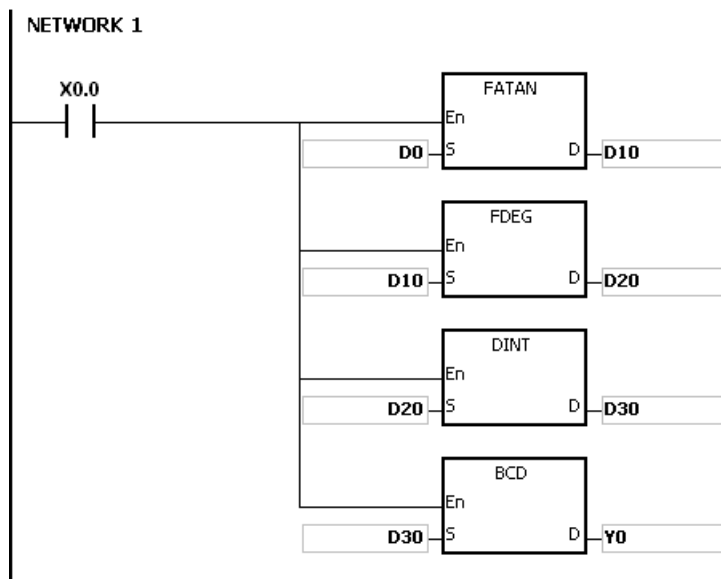 NETWORK 1
X0.0
FATAN
En
D0 S D D10
FDEG
En
D10 S D D20
DINT
En
D20 S D D30
BCD
En
D30 S D Y0